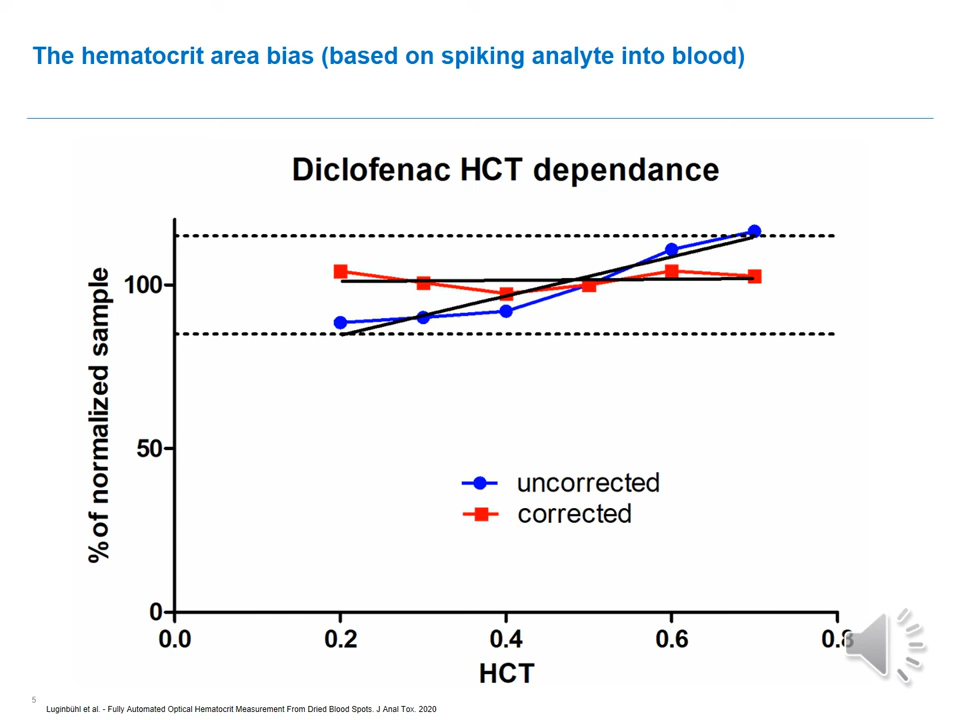 The hematocrit area bias (based on spiking analyte into blood)
Diclofenac HCT dependance
% of normalized sample
100
50
0
uncorrected
corrected
0.0 0.2 0.4 0.6 0.8
HCT
5
Luginbühl et al. - Fully Automated Optical Hematocrit Measurement From Dried Blood Spots. J Anal Tox. 2020